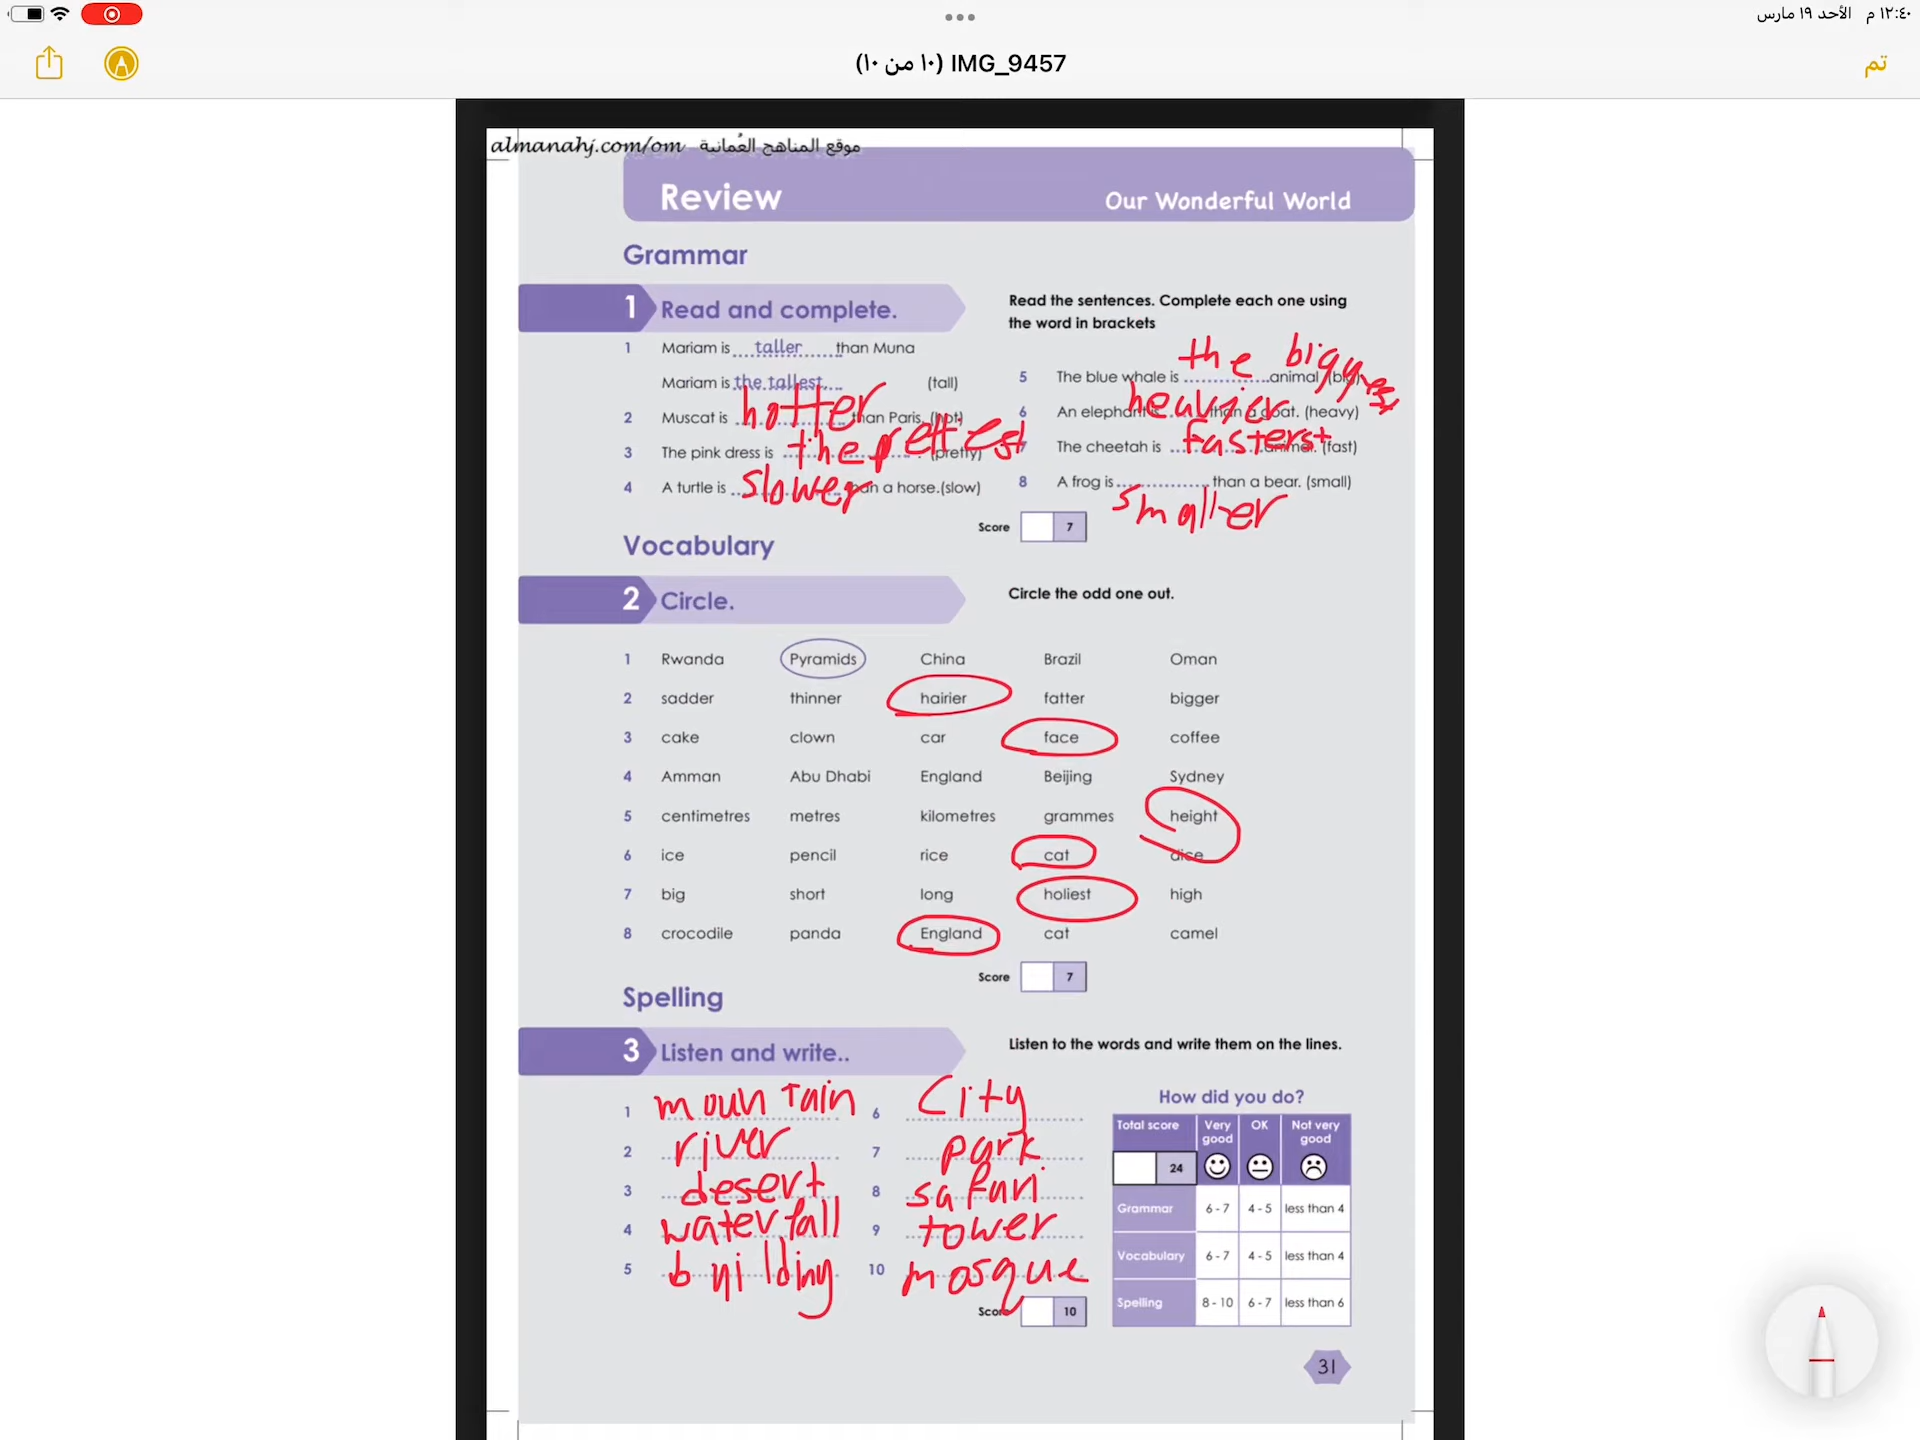 ١٢:٤٠ م الأحد ١٩ مارس
IMG_9457 (١٠ من ١٠)
تم
almanahj.com/om موقع المناهج العُمانية
Review
Our Wonderful World
Grammar
1 Read and complete.
Read the sentences. Complete each one using
the word in brackets
1 Mariam is taller than Muna
Mariam is the tallest (tall)
2 Muscat is hotter than Paris. (hot)
3 The pink dress is the prettiest (pretty)
4 A turtle is slower than a horse.(slow)
5 The blue whale is the biggest animal (big)
6 An elephant is heavier than a goat. (heavy)
7 The cheetah is fasterst animal. (fast)
8 A frog is smaller than a bear. (small)
Score 7
Vocabulary
2 Circle.
Circle the odd one out.
1 Rwanda Pyramids China Brazil Oman
2 sadder thinner hairier fatter bigger
3 cake clown car face coffee
4 Amman Abu Dhabi England Beijing Sydney
5 centimetres metres kilometres grammes height
6 ice pencil rice cat dice
7 big short long holiest high
8 crocodile panda England cat camel
Score 7
Spelling
3 Listen and write..
Listen to the words and write them on the lines.
1 mountain
2 river
3 desert
4 waterfall
5 building
6 City
7 park
8 safari
9 tower
10 mosque
Score 10
How did you do?
Total score Very good OK Not very good
24
Grammar 6 - 7 4 - 5 less than 4
Vocabulary 6 - 7 4 - 5 less than 4
Spelling 8 - 10 6 - 7 less than 6
31